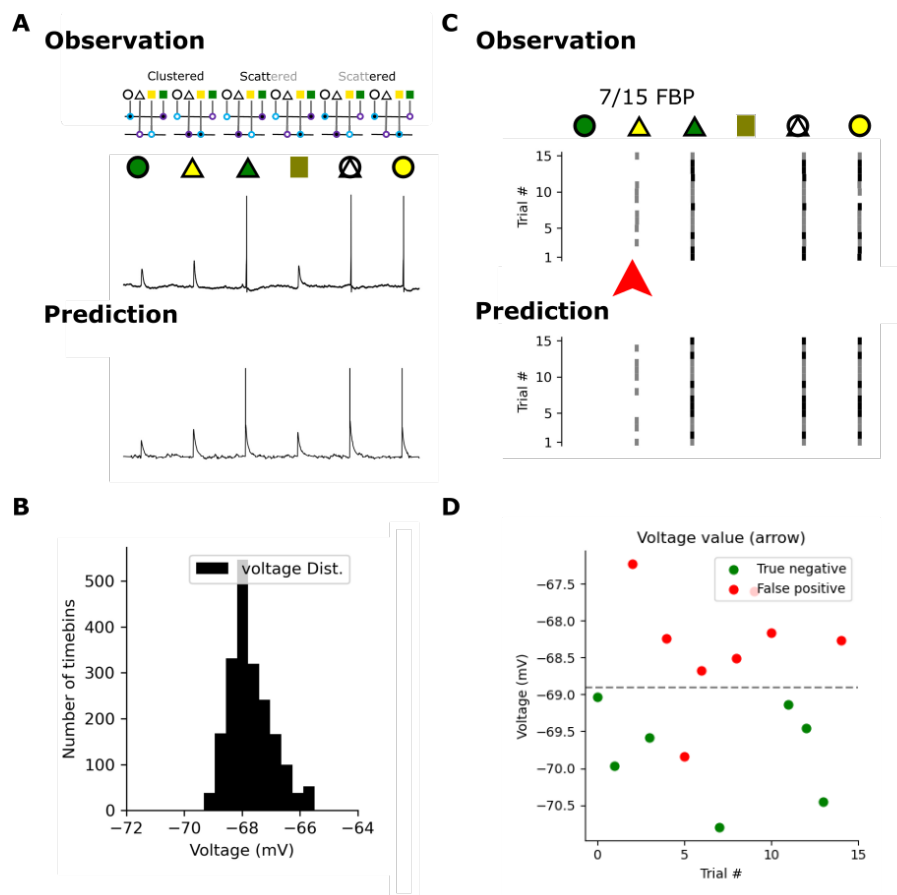 A
Observation
Clustered
Scattered
Scattered
Prediction
B
voltage Dist.
500
400
300
200
100
0
Number of timebins
−72
−70
−68
−66
−64
Voltage (mV)
C
Observation
7/15 FBP
15
10
5
1
Trial #
Prediction
15
10
5
1
Trial #
D
Voltage value (arrow)
True negative
False positive
−67.5
−68.0
−68.5
−69.0
−69.5
−70.0
−70.5
Voltage (mV)
0
5
10
15
Trial #